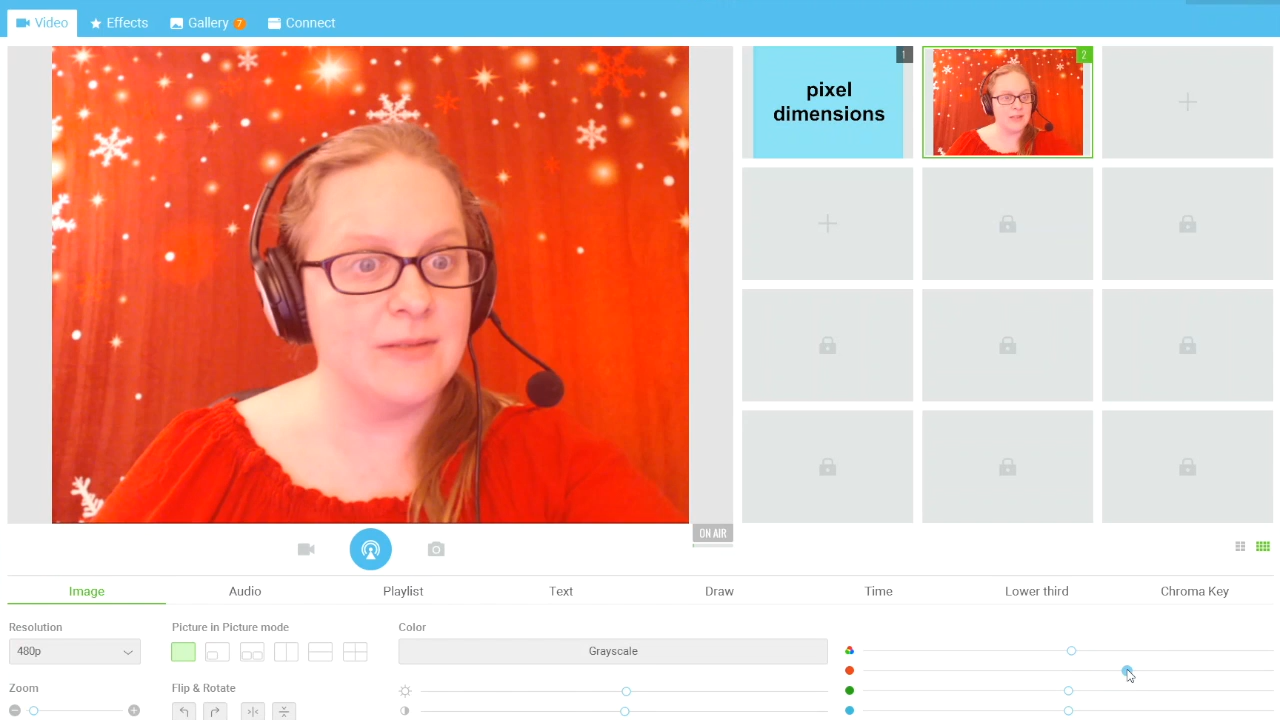 Video
Effects
Gallery 7
Connect
1
pixel
dimensions
2
ON AIR
Image
Audio
Playlist
Text
Draw
Time
Lower third
Chroma Key
Resolution
480p
Picture in Picture mode
Color
Grayscale
Zoom
Flip & Rotate